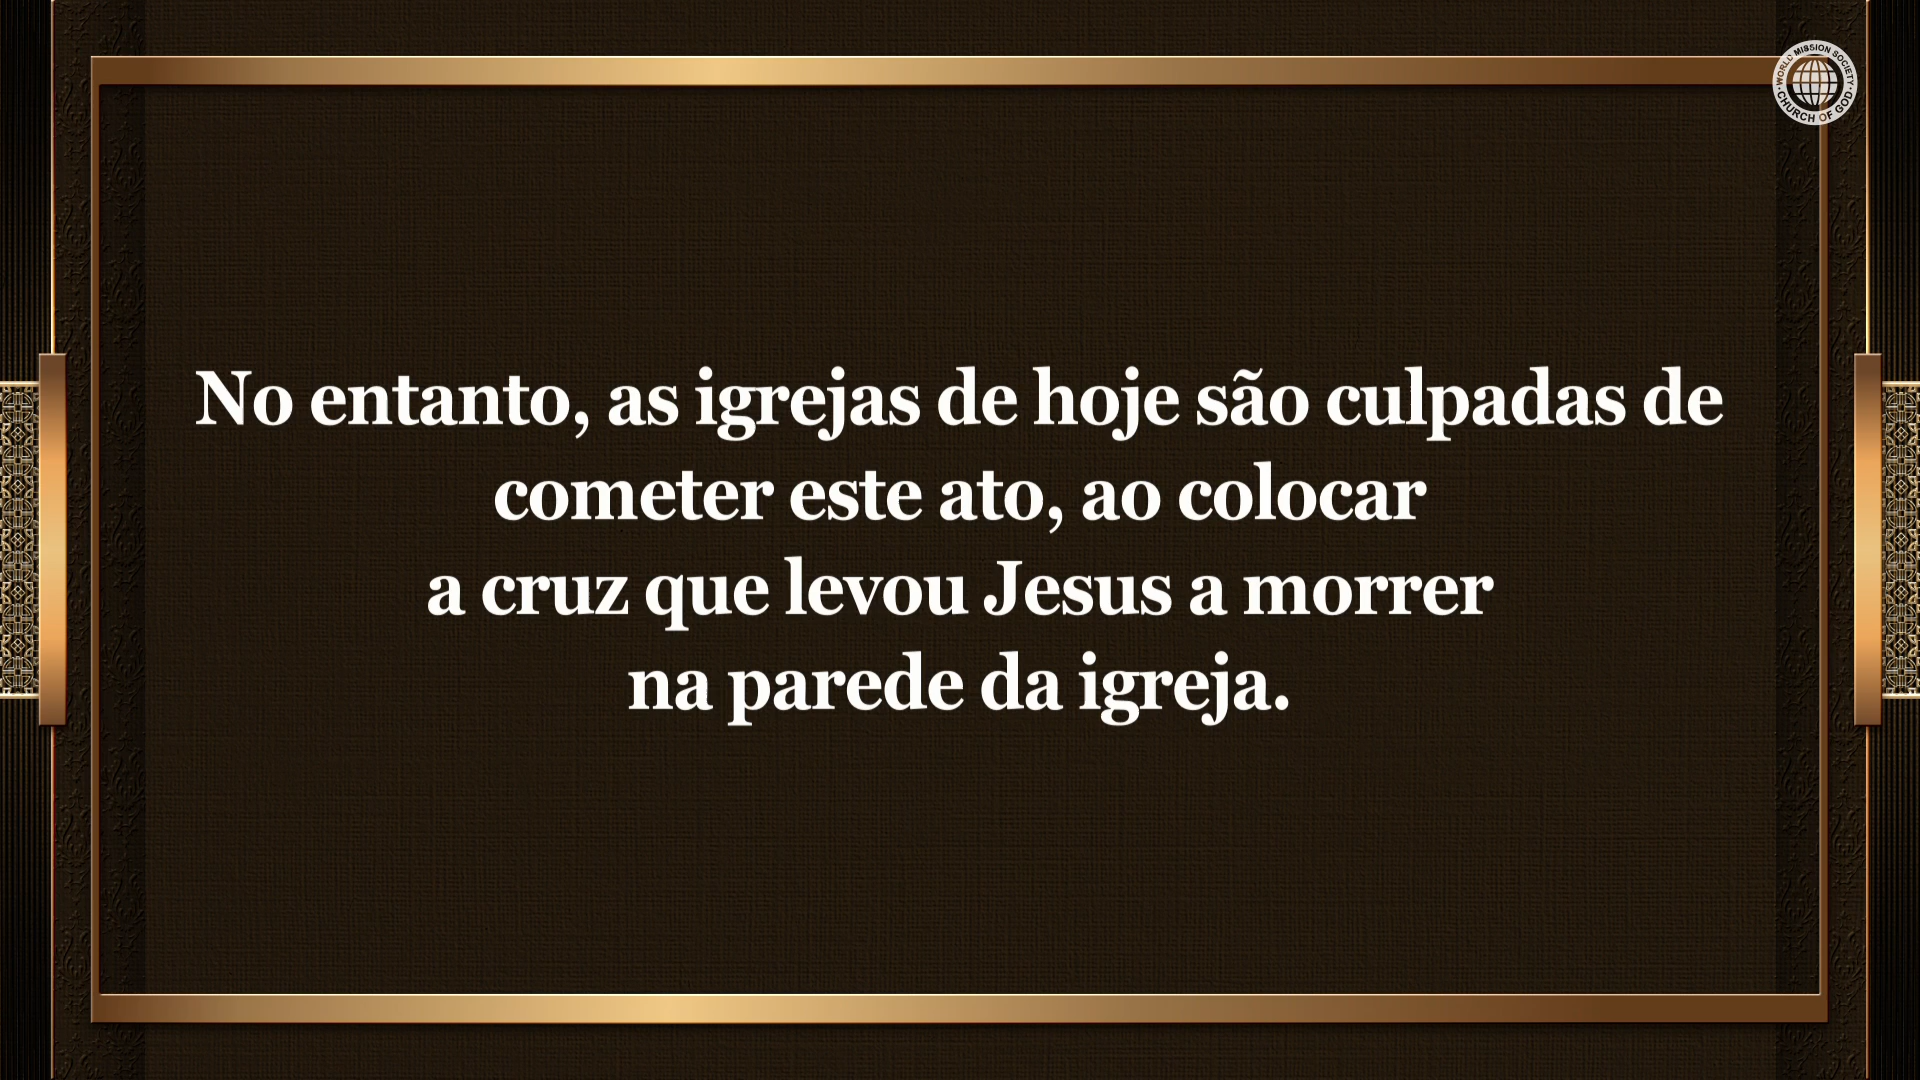 WORLD MISSION SOCIETY
CHURCH OF GOD
No entanto, as igrejas de hoje são culpadas de
cometer este ato, ao colocar
a cruz que levou Jesus a morrer
na parede da igreja.